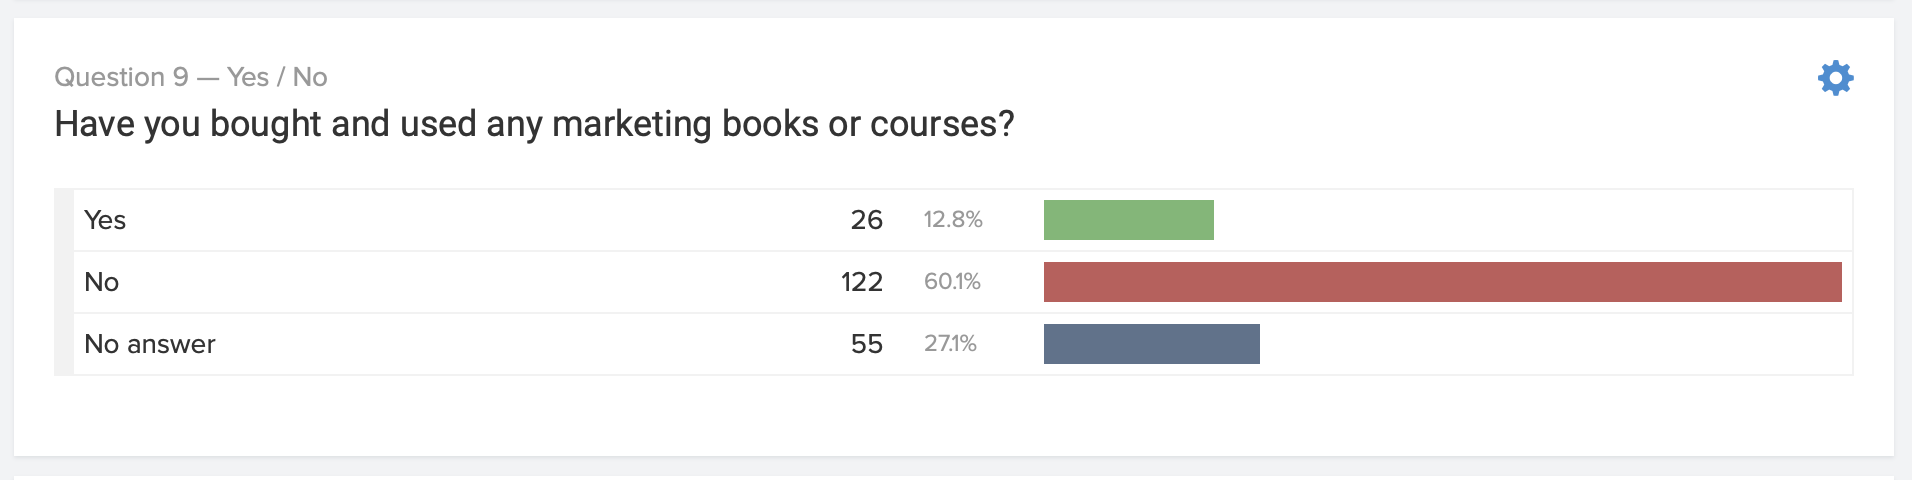 Question 9 — Yes / No
Have you bought and used any marketing books or courses?
Yes 26 12.8%
No 122 60.1%
No answer 55 27.1%